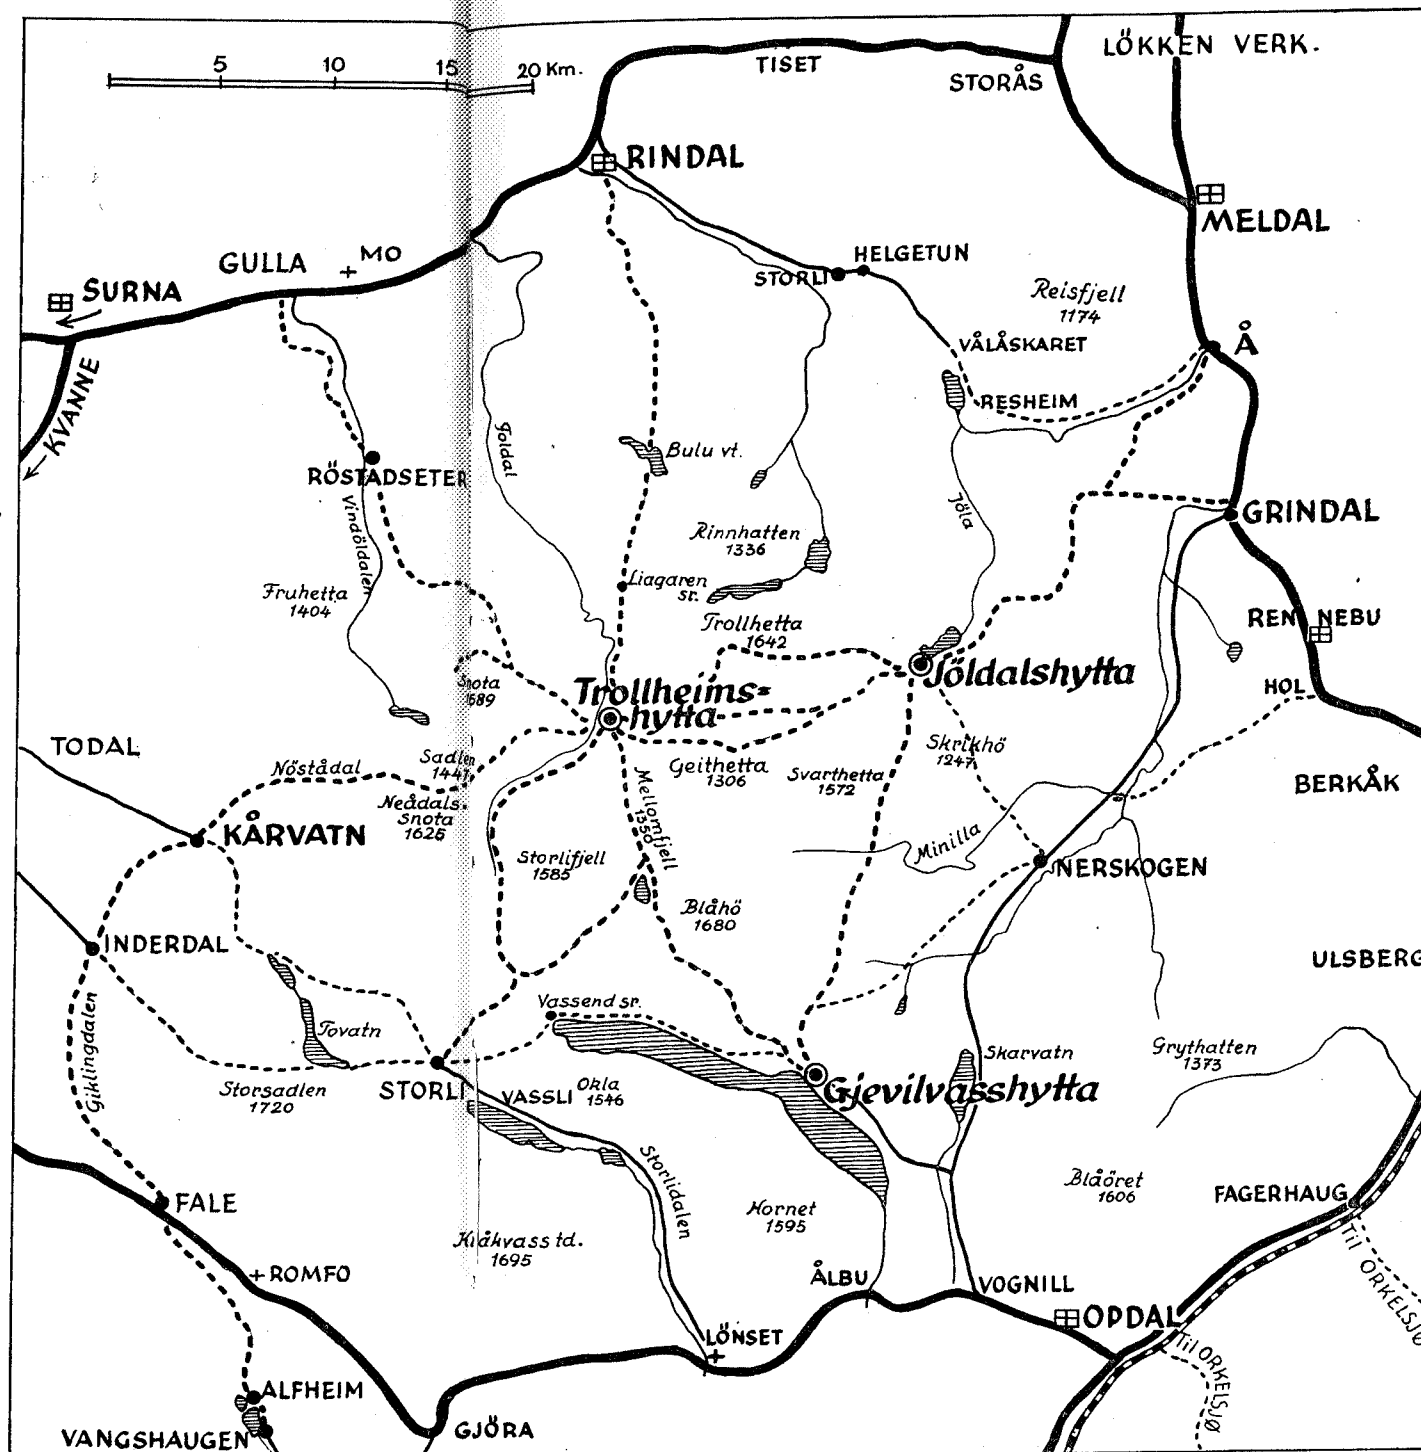 LÖKKEN VERK.
5 10 15 20 Km.
TISET
STORÅS
RINDAL
MELDAL
GULLA
MO
HELGETUN
STORLI
SURNA
Reisfjell
1174
VÅLÅSKARET
Å
KVANNE
RESHEIM
Foldal
Bulu vt.
RÖSTADSETER
Vindöldalen
Jöla
GRINDAL
Rinnhatten
1336
Liagaren
sr.
Fruhetta
1404
Trollhetta
1642
RENNEBU
Snota
1689
Trollheims=
hytta
Jöldalshytta
HOL
TODAL
Nöstådal
Sadlen
1447
Geithetta
1306
Svarthetta
1572
Skrikhö
1247
BERKÅK
Neådals-
snota
1625
Mellomfjell
1350
KÅRVATN
Storlifjell
1585
Minilla
NERSKOGEN
Blåhö
1680
INDERDAL
ULSBERG
Giklingdalen
Tovatn
Vassend sr.
Skarvatn
Grythatten
1373
Storsadlen
1720
STORLI
VASSLI
Okla
1546
Gjevilvasshytta
Storlidalen
Blåöret
1606
FAGERHAUG
FALE
Hornet
1595
Kråkvass td.
1695
Til ORKELSJØ
ROMFO
ÅLBU
VOGNILL
OPDAL
LÖNSET
Til ORKELSJØ
ALFHEIM
GJÖRA
VANGSHAUGEN